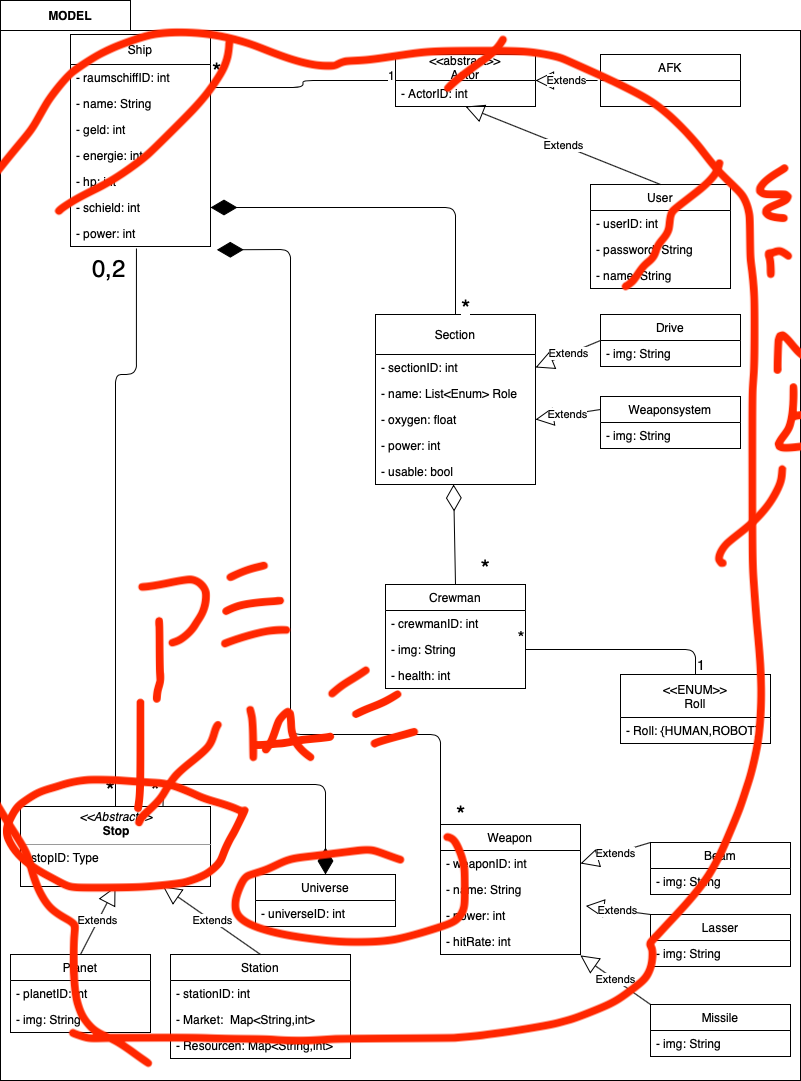 MODEL
Ship
- raumschiffID: int
- name: String
- geld: int
- energie: int
- hp: int
- schield: int
- power: int
*
1
<<abstract>>
Actor
- ActorID: int
Extends
AFK
Extends
User
- userID: int
- password: String
- name: String
0,2
*
Section
- sectionID: int
- name: List<Enum> Role
- oxygen: float
- power: int
- usable: bool
Extends
Drive
- img: String
Extends
Weaponsystem
- img: String
*
Crewman
- crewmanID: int
- img: String
- health: int
*
1
<<ENUM>>
Roll
- Roll: {HUMAN,ROBOT
*
*
<<Abstract>>
Stop
stopID: Type
Universe
- universeID: int
*
Weapon
- weaponID: int
- name: String
- power: int
- hitRate: int
Extends
Beam
- img: String
Extends
Lasser
- img: String
Extends
Missile
- img: String
Extends
Extends
Planet
- planetID: int
- img: String
Station
- stationID: int
- Market: Map<String,int>
- Resourcen: Map<String,int>